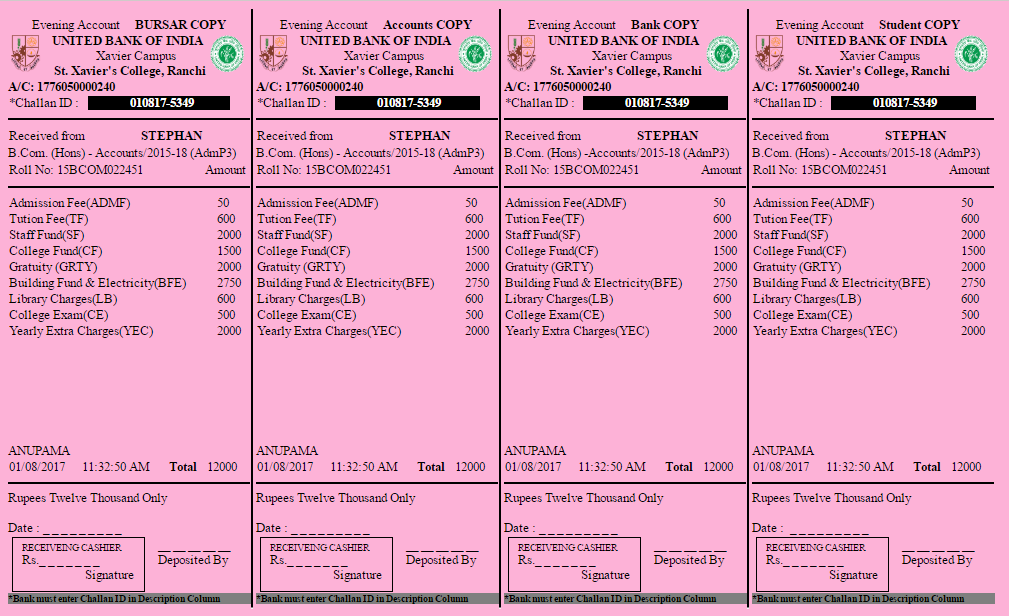 Evening Account BURSAR COPY
UNITED BANK OF INDIA
Xavier Campus
St. Xavier's College, Ranchi
A/C: 1776050000240
*Challan ID : 010817-5349
Received from STEPHAN
B.Com. (Hons) - Accounts/2015-18 (AdmP3)
Roll No: 15BCOM022451 Amount
Admission Fee(ADMF) 50
Tution Fee(TF) 600
Staff Fund(SF) 2000
College Fund(CF) 1500
Gratuity (GRTY) 2000
Building Fund & Electricity(BFE) 2750
Library Charges(LB) 600
College Exam(CE) 500
Yearly Extra Charges(YEC) 2000
ANUPAMA
01/08/2017 11:32:50 AM Total 12000
Rupees Twelve Thousand Only
Date : _ _ _ _ _ _ _ _ _
RECEIVEING CASHIER
Rs._ _ _ _ _ _ _
Signature
__ __ __ __ __
Deposited By
*Bank must enter Challan ID in Description Column
Evening Account Accounts COPY
UNITED BANK OF INDIA
Xavier Campus
St. Xavier's College, Ranchi
A/C: 1776050000240
*Challan ID : 010817-5349
Received from STEPHAN
B.Com. (Hons) - Accounts/2015-18 (AdmP3)
Roll No: 15BCOM022451 Amount
Admission Fee(ADMF) 50
Tution Fee(TF) 600
Staff Fund(SF) 2000
College Fund(CF) 1500
Gratuity (GRTY) 2000
Building Fund & Electricity(BFE) 2750
Library Charges(LB) 600
College Exam(CE) 500
Yearly Extra Charges(YEC) 2000
ANUPAMA
01/08/2017 11:32:50 AM Total 12000
Rupees Twelve Thousand Only
Date : _ _ _ _ _ _ _ _ _
RECEIVEING CASHIER
Rs._ _ _ _ _ _ _
Signature
__ __ __ __ __
Deposited By
*Bank must enter Challan ID in Description Column
Evening Account Bank COPY
UNITED BANK OF INDIA
Xavier Campus
St. Xavier's College, Ranchi
A/C: 1776050000240
*Challan ID : 010817-5349
Received from STEPHAN
B.Com. (Hons) -Accounts/2015-18 (AdmP3)
Roll No: 15BCOM022451 Amount
Admission Fee(ADMF) 50
Tution Fee(TF) 600
Staff Fund(SF) 2000
College Fund(CF) 1500
Gratuity (GRTY) 2000
Building Fund & Electricity(BFE) 2750
Library Charges(LB) 600
College Exam(CE) 500
Yearly Extra Charges(YEC) 2000
ANUPAMA
01/08/2017 11:32:50 AM Total 12000
Rupees Twelve Thousand Only
Date : _ _ _ _ _ _ _ _ _
RECEIVEING CASHIER
Rs._ _ _ _ _ _ _
Signature
__ __ __ __ __
Deposited By
*Bank must enter Challan ID in Description Column
Evening Account Student COPY
UNITED BANK OF INDIA
Xavier Campus
St. Xavier's College, Ranchi
A/C: 1776050000240
*Challan ID : 010817-5349
Received from STEPHAN
B.Com. (Hons) - Accounts/2015-18 (AdmP3)
Roll No: 15BCOM022451 Amount
Admission Fee(ADMF) 50
Tution Fee(TF) 600
Staff Fund(SF) 2000
College Fund(CF) 1500
Gratuity (GRTY) 2000
Building Fund & Electricity(BFE) 2750
Library Charges(LB) 600
College Exam(CE) 500
Yearly Extra Charges(YEC) 2000
ANUPAMA
01/08/2017 11:32:50 AM Total 12000
Rupees Twelve Thousand Only
Date : _ _ _ _ _ _ _ _ _
RECEIVEING CASHIER
Rs._ _ _ _ _ _ _
Signature
__ __ __ __ __
Deposited By
*Bank must enter Challan ID in Description Column